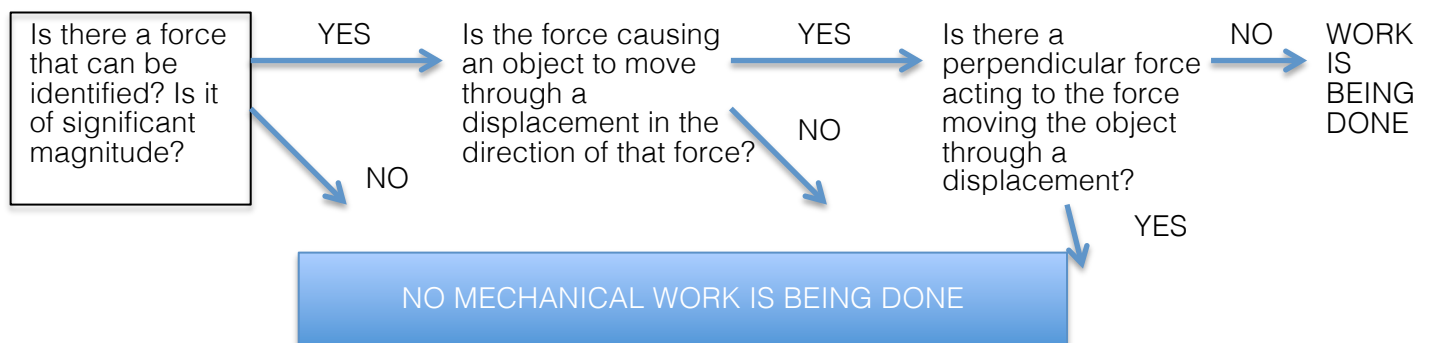 Is there a force
that can be
identified? Is it
of significant
magnitude?
YES
NO
Is the force causing
an object to move
through a
displacement in the
direction of that force?
YES
NO
Is there a
perpendicular force
acting to the force
moving the object
through a
displacement?
NO
YES
WORK
IS
BEING
DONE
NO MECHANICAL WORK IS BEING DONE